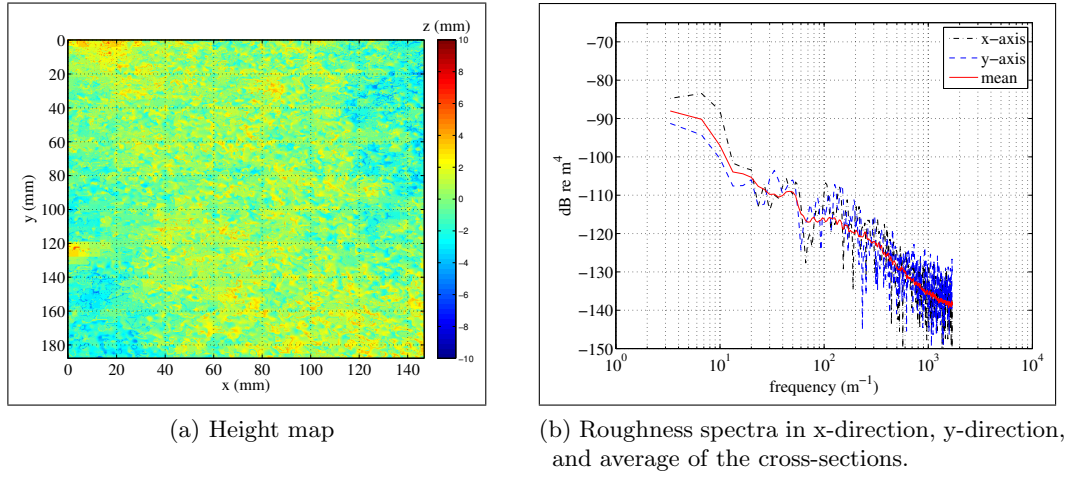 z (mm)
10
8
6
4
2
0
−2
−4
−6
−8
−10
0
20
40
60
80
100
120
140
160
180
y (mm)
0 20 40 60 80 100 120 140
x (mm)
(a) Height map
−70
−80
−90
−100
−110
−120
−130
−140
−150
dB re m4
x−axis
y−axis
mean
10^0 10^1 10^2 10^3 10^4
frequency (m^−1)
(b) Roughness spectra in x-direction, y-direction,
and average of the cross-sections.